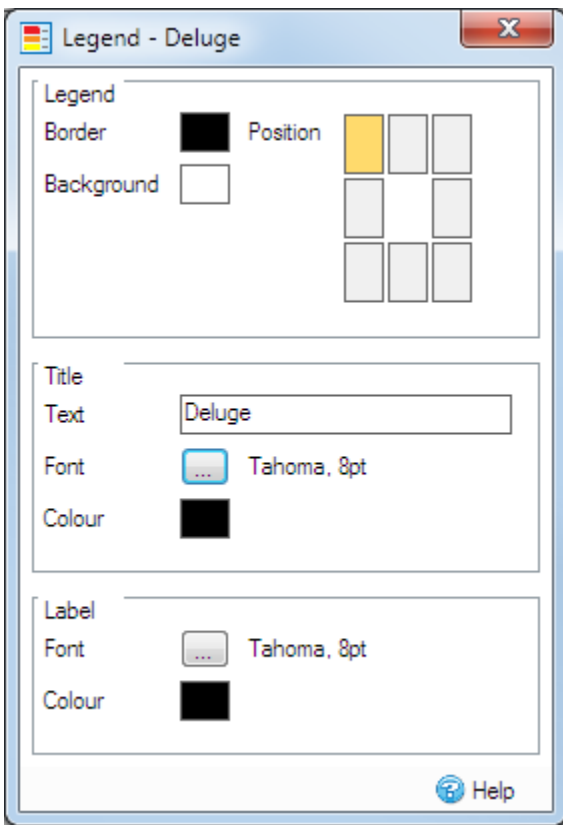 Legend - Deluge
Legend
Border Position
Background
Title
Text Deluge
Font ... Tahoma, 8pt
Colour
Label
Font ... Tahoma, 8pt
Colour
Help